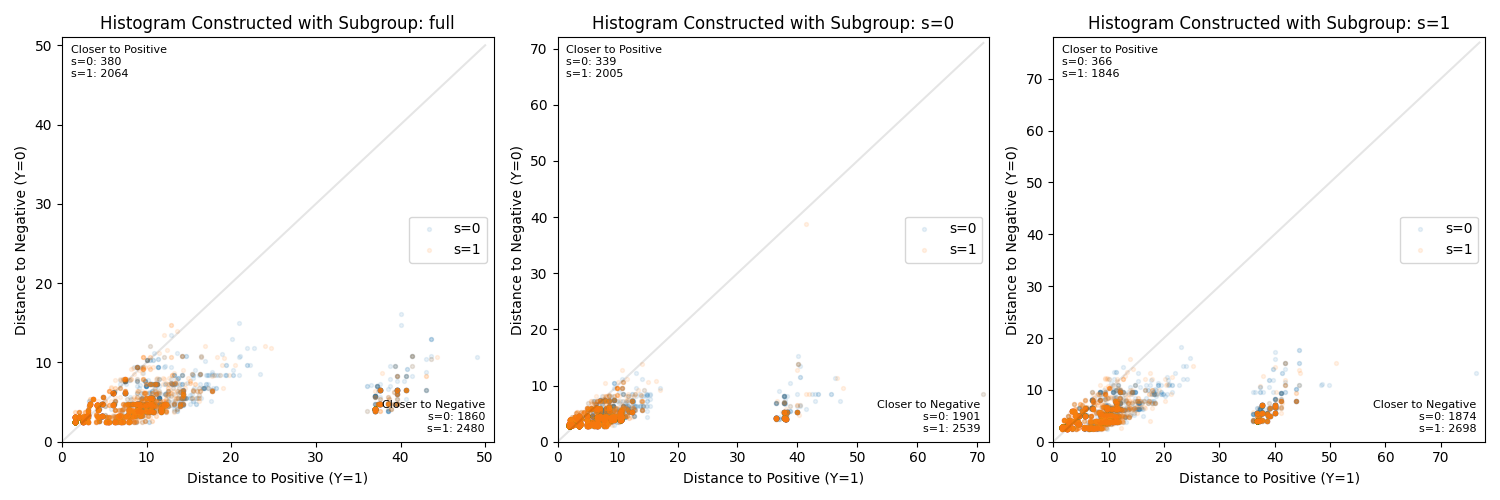 Histogram Constructed with Subgroup: full
Closer to Positive
s=0: 380
s=1: 2064
50
40
30
20
10
0
Distance to Negative (Y=0)
s=0
s=1
Closer to Negative
s=0: 1860
s=1: 2480
0 10 20 30 40 50
Distance to Positive (Y=1)
Histogram Constructed with Subgroup: s=0
Closer to Positive
s=0: 339
s=1: 2005
70
60
50
40
30
20
10
0
Distance to Negative (Y=0)
s=0
s=1
Closer to Negative
s=0: 1901
s=1: 2539
0 10 20 30 40 50 60 70
Distance to Positive (Y=1)
Histogram Constructed with Subgroup: s=1
Closer to Positive
s=0: 366
s=1: 1846
70
60
50
40
30
20
10
0
Distance to Negative (Y=0)
s=0
s=1
Closer to Negative
s=0: 1874
s=1: 2698
0 10 20 30 40 50 60 70
Distance to Positive (Y=1)